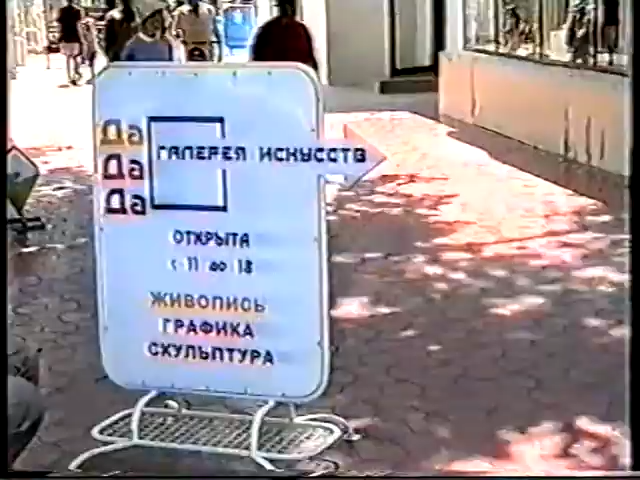 Да
Да
Да
ГАЛЕРЕЯ ИСКУССТВ
ОТКРЫТА
с 11 до 18
ЖИВОПИСЬ
ГРАФИКА
СКУЛЬПТУРА